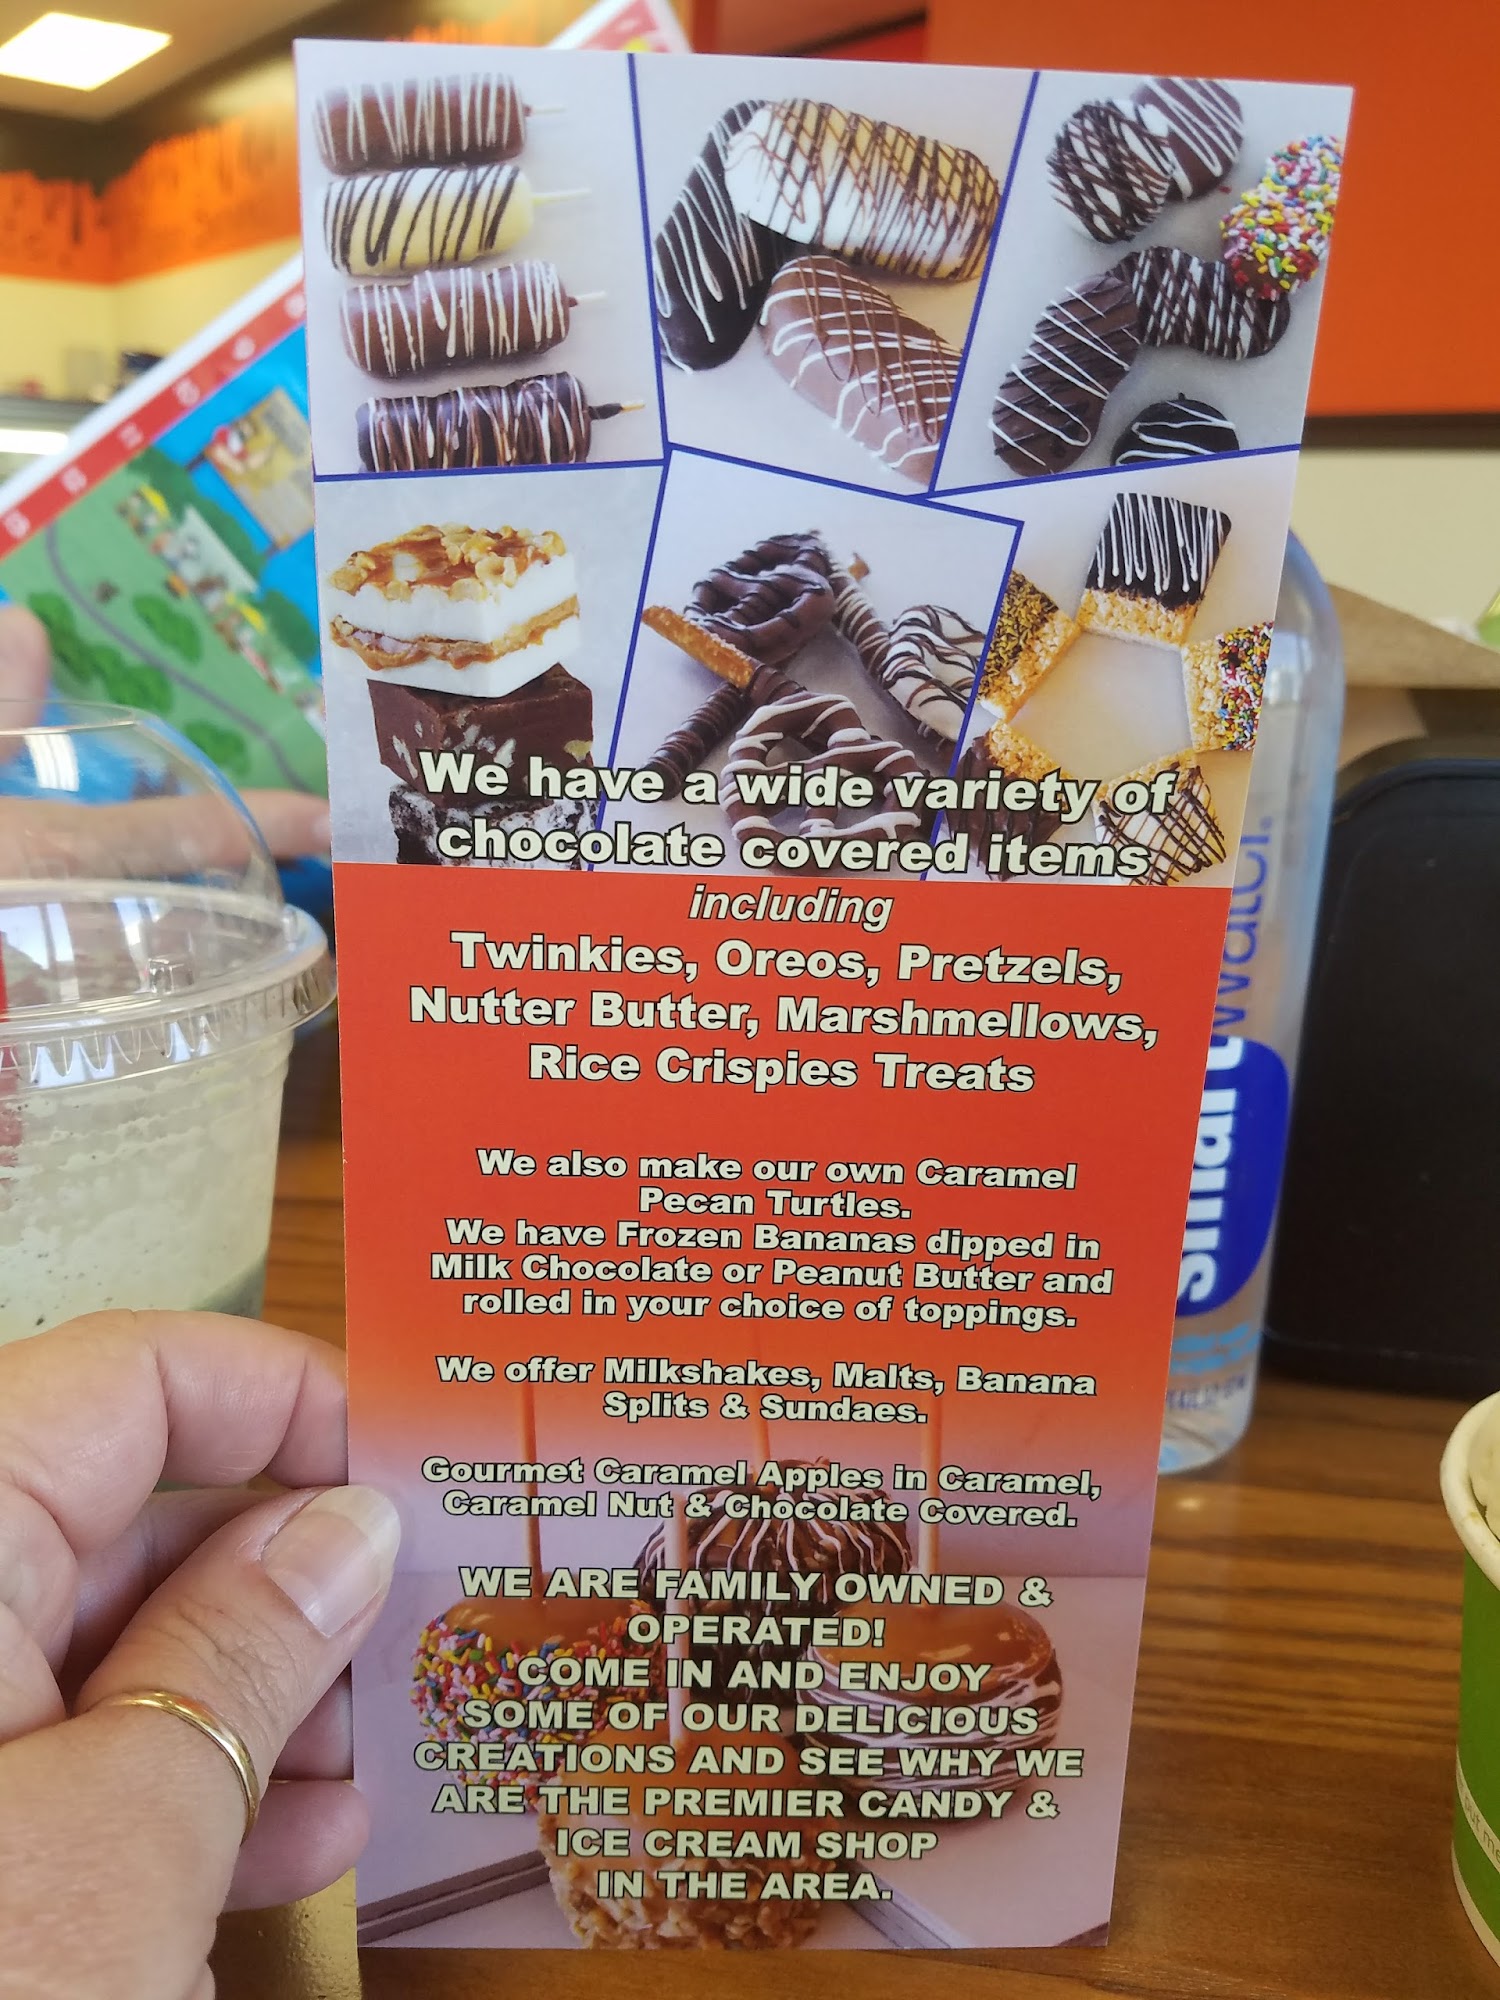 We have a wide variety of
chocolate covered items
including
Twinkies, Oreos, Pretzels,
Nutter Butter, Marshmellows,
Rice Crispies Treats
We also make our own Caramel
Pecan Turtles.
We have Frozen Bananas dipped in
Milk Chocolate or Peanut Butter and
rolled in your choice of toppings.
We offer Milkshakes, Malts, Banana
Splits & Sundaes.
Gourmet Caramel Apples in Caramel,
Caramel Nut & Chocolate Covered.
WE ARE FAMILY OWNED &
OPERATED!
COME IN AND ENJOY
SOME OF OUR DELICIOUS
CREATIONS AND SEE WHY WE
ARE THE PREMIER CANDY &
ICE CREAM SHOP
IN THE AREA.
smartwater